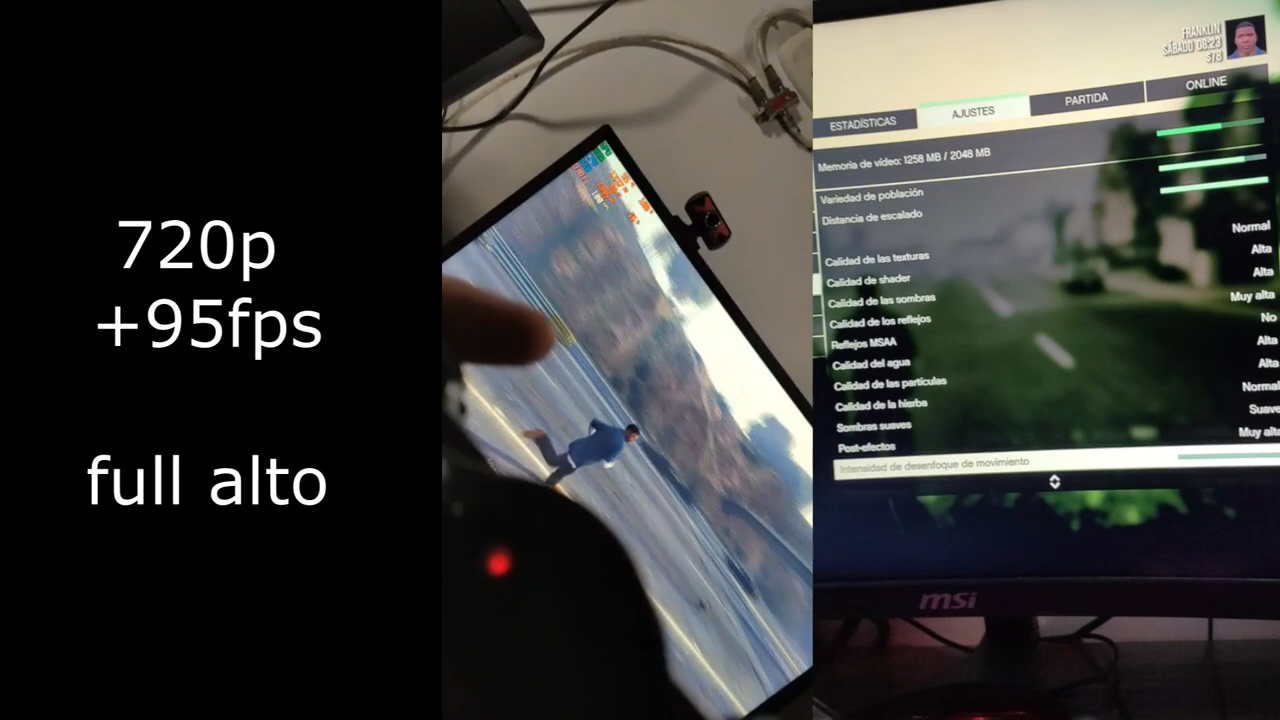 720p
+95fps
full alto
FRANKLIN
SÁBADO 08:23
$78
ESTADÍSTICAS
AJUSTES
PARTIDA
ONLINE
Memoria de vídeo: 1258 MB / 2048 MB
Variedad de población
Distancia de escalado
Calidad de las texturas
Normal
Calidad de shader
Alta
Calidad de las sombras
Alta
Calidad de los reflejos
Muy alta
Reflejos MSAA
No
Calidad del agua
Alta
Calidad de las partículas
Alta
Calidad de la hierba
Normal
Sombras suaves
Suave
Post-efectos
Muy alta
Intensidad de desenfoque de movimiento
msi